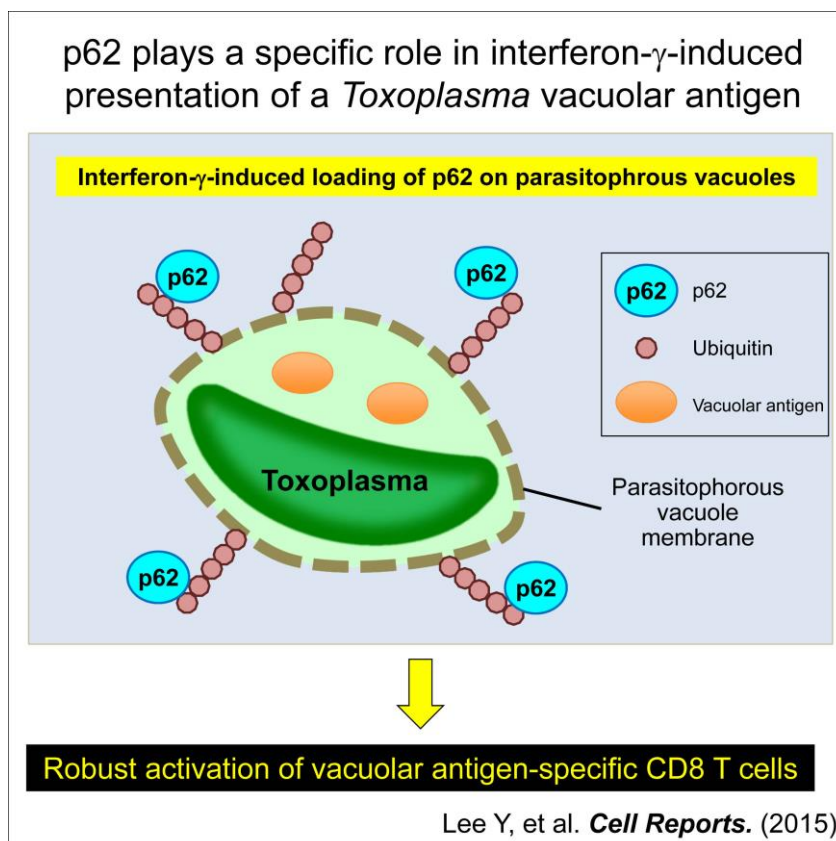 p62 plays a specific role in interferon-γ-induced
presentation of a Toxoplasma vacuolar antigen
Interferon-γ-induced loading of p62 on parasitophrous vacuoles
p62
p62
p62 p62
Ubiquitin
Vacuolar antigen
Toxoplasma
Parasitophorous
vacuole
membrane
p62
p62
Robust activation of vacuolar antigen-specific CD8 T cells
Lee Y, et al. Cell Reports. (2015)